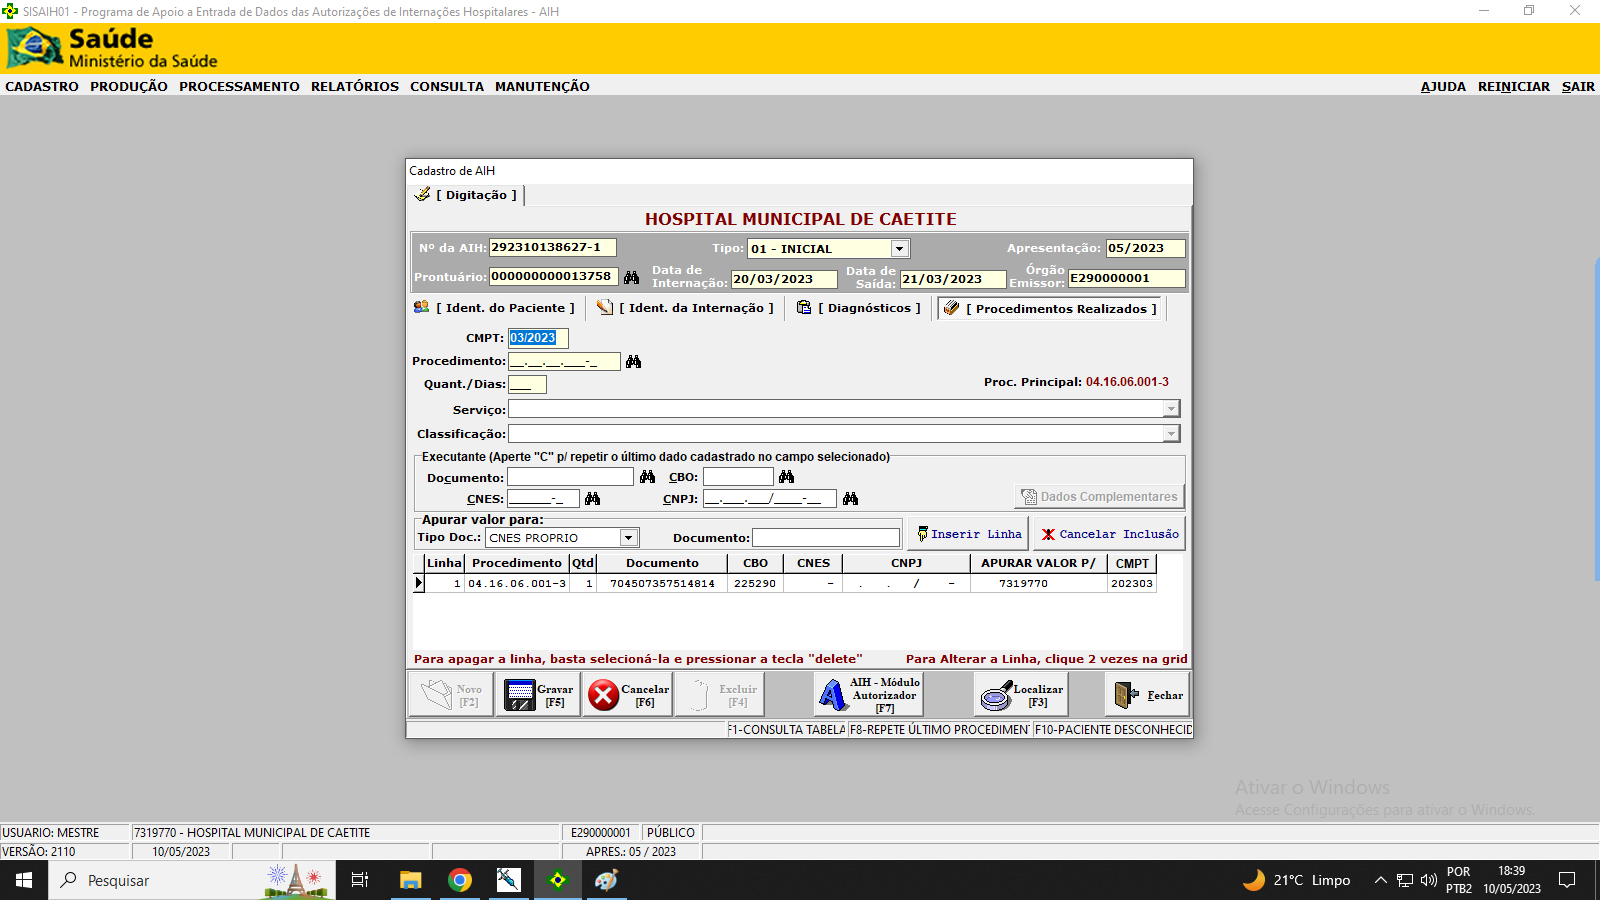 SISAIH01 - Programa de Apoio a Entrada de Dados das Autorizações de Internações Hospitalares - AIH
Saúde
Ministério da Saúde
CADASTRO PRODUÇÃO PROCESSAMENTO RELATÓRIOS CONSULTA MANUTENÇÃO AJUDA REINICIAR SAIR
Cadastro de AIH
[ Digitação ]
HOSPITAL MUNICIPAL DE CAETITE
Nº da AIH: 292310138627-1 Tipo: 01 - INICIAL Apresentação: 05/2023
Prontuário: 000000000013758 Data de Internação: 20/03/2023 Data de Saída: 21/03/2023 Órgão Emissor: E290000001
[ Ident. do Paciente ] [ Ident. da Internação ] [ Diagnósticos ] [ Procedimentos Realizados ]
CMPT: 03/2023
Procedimento: __.__.__.___-_
Quant./Dias: ___ Proc. Principal: 04.16.06.001-3
Serviço:
Classificação:
Executante (Aperte "C" p/ repetir o último dado cadastrado no campo selecionado)
Documento: CBO:
CNES: ______-_ CNPJ: __.___.___/____-__ Dados Complementares
Apurar valor para:
Tipo Doc.: CNES PROPRIO Documento: Inserir Linha Cancelar Inclusão
Linha Procedimento Qtd Documento CBO CNES CNPJ APURAR VALOR P/ CMPT
1 04.16.06.001-3 1 704507357514814 225290 - . . / - 7319770 202303
Para apagar a linha, basta selecioná-la e pressionar a tecla "delete" Para Alterar a Linha, clique 2 vezes na grid
Novo [F2] Gravar [F5] Cancelar [F6] Excluir [F4] AIH - Módulo Autorizador [F7] Localizar [F3] Fechar
F1-CONSULTA TABELA F8-REPETE ÚLTIMO PROCEDIMEN F10-PACIENTE DESCONHECID
Ativar o Windows
Acesse Configurações para ativar o Windows.
USUARIO: MESTRE 7319770 - HOSPITAL MUNICIPAL DE CAETITE E290000001 PÚBLICO
VERSÃO: 2110 10/05/2023 APRES.: 05 / 2023
Pesquisar 21°C Limpo POR PTB2 18:39 10/05/2023